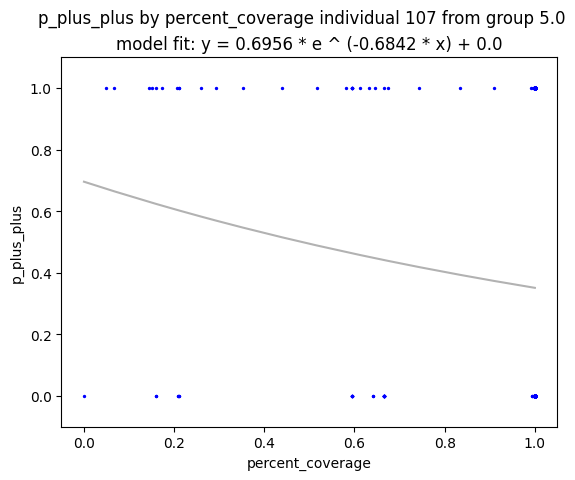 p_plus_plus by percent_coverage individual 107 from group 5.0
model fit: y = 0.6956 * e ^ (-0.6842 * x) + 0.0
1.0
0.8
0.6
0.4
0.2
0.0
p_plus_plus
0.0 0.2 0.4 0.6 0.8 1.0
percent_coverage